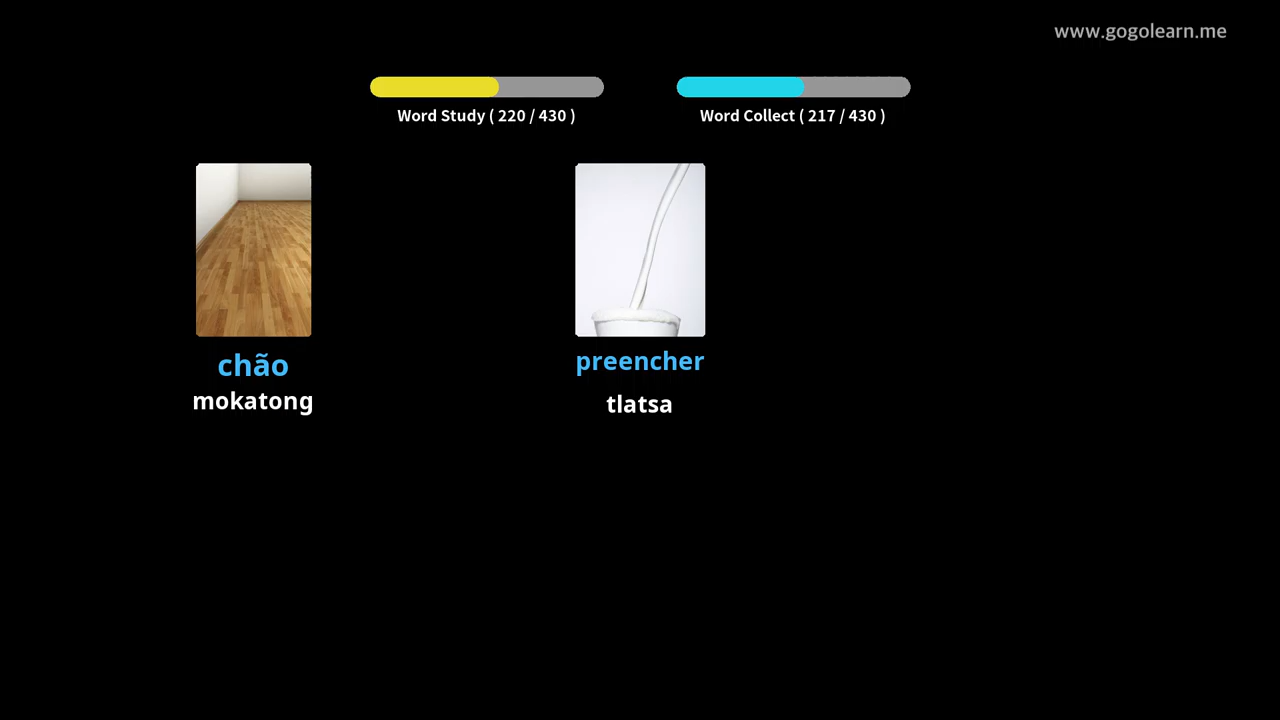 www.gogolearn.me
Word Study ( 220 / 430 )
Word Collect ( 217 / 430 )
chão
mokatong
preencher
tlatsa